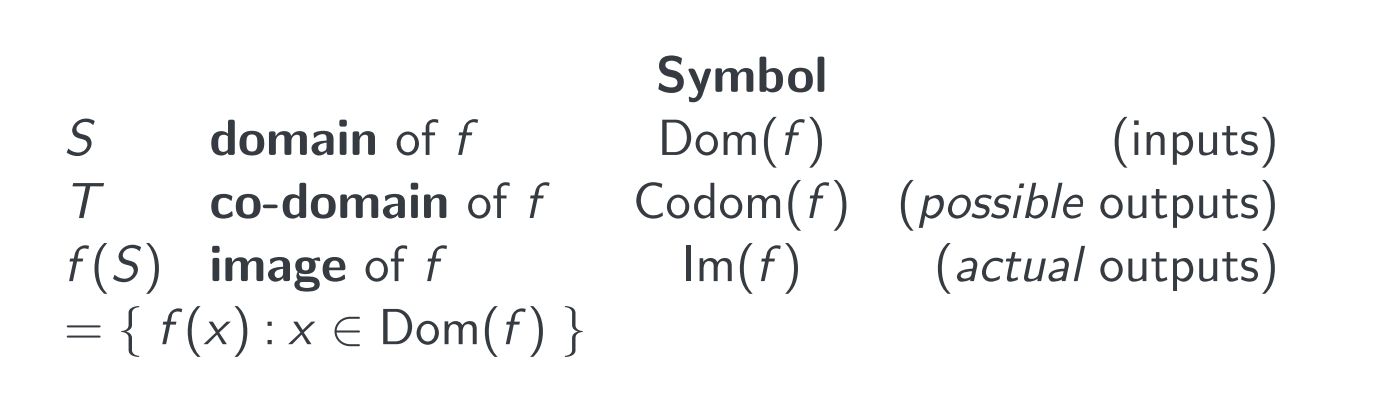 Symbol
S domain of f Dom(f) (inputs)
T co-domain of f Codom(f) (possible outputs)
f(S) image of f Im(f) (actual outputs)
= { f(x) : x ∈ Dom(f) }